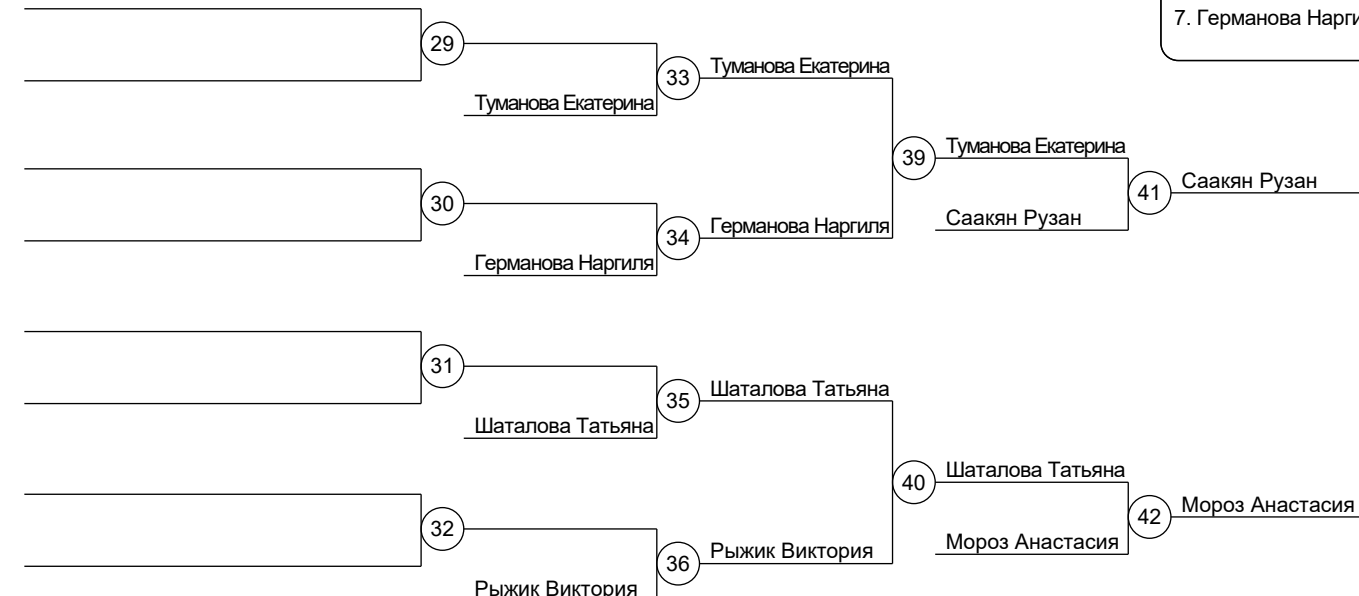 7. Германова Нарги
29
Туманова Екатерина
33
Туманова Екатерина
39
Туманова Екатерина
41
Саакян Рузан
Саакян Рузан
30
Германова Наргиля
34
Германова Наргиля
31
Шаталова Татьяна
35
Шаталова Татьяна
40
Шаталова Татьяна
42
Мороз Анастасия
Мороз Анастасия
32
Рыжик Виктория
36
Рыжик Виктория